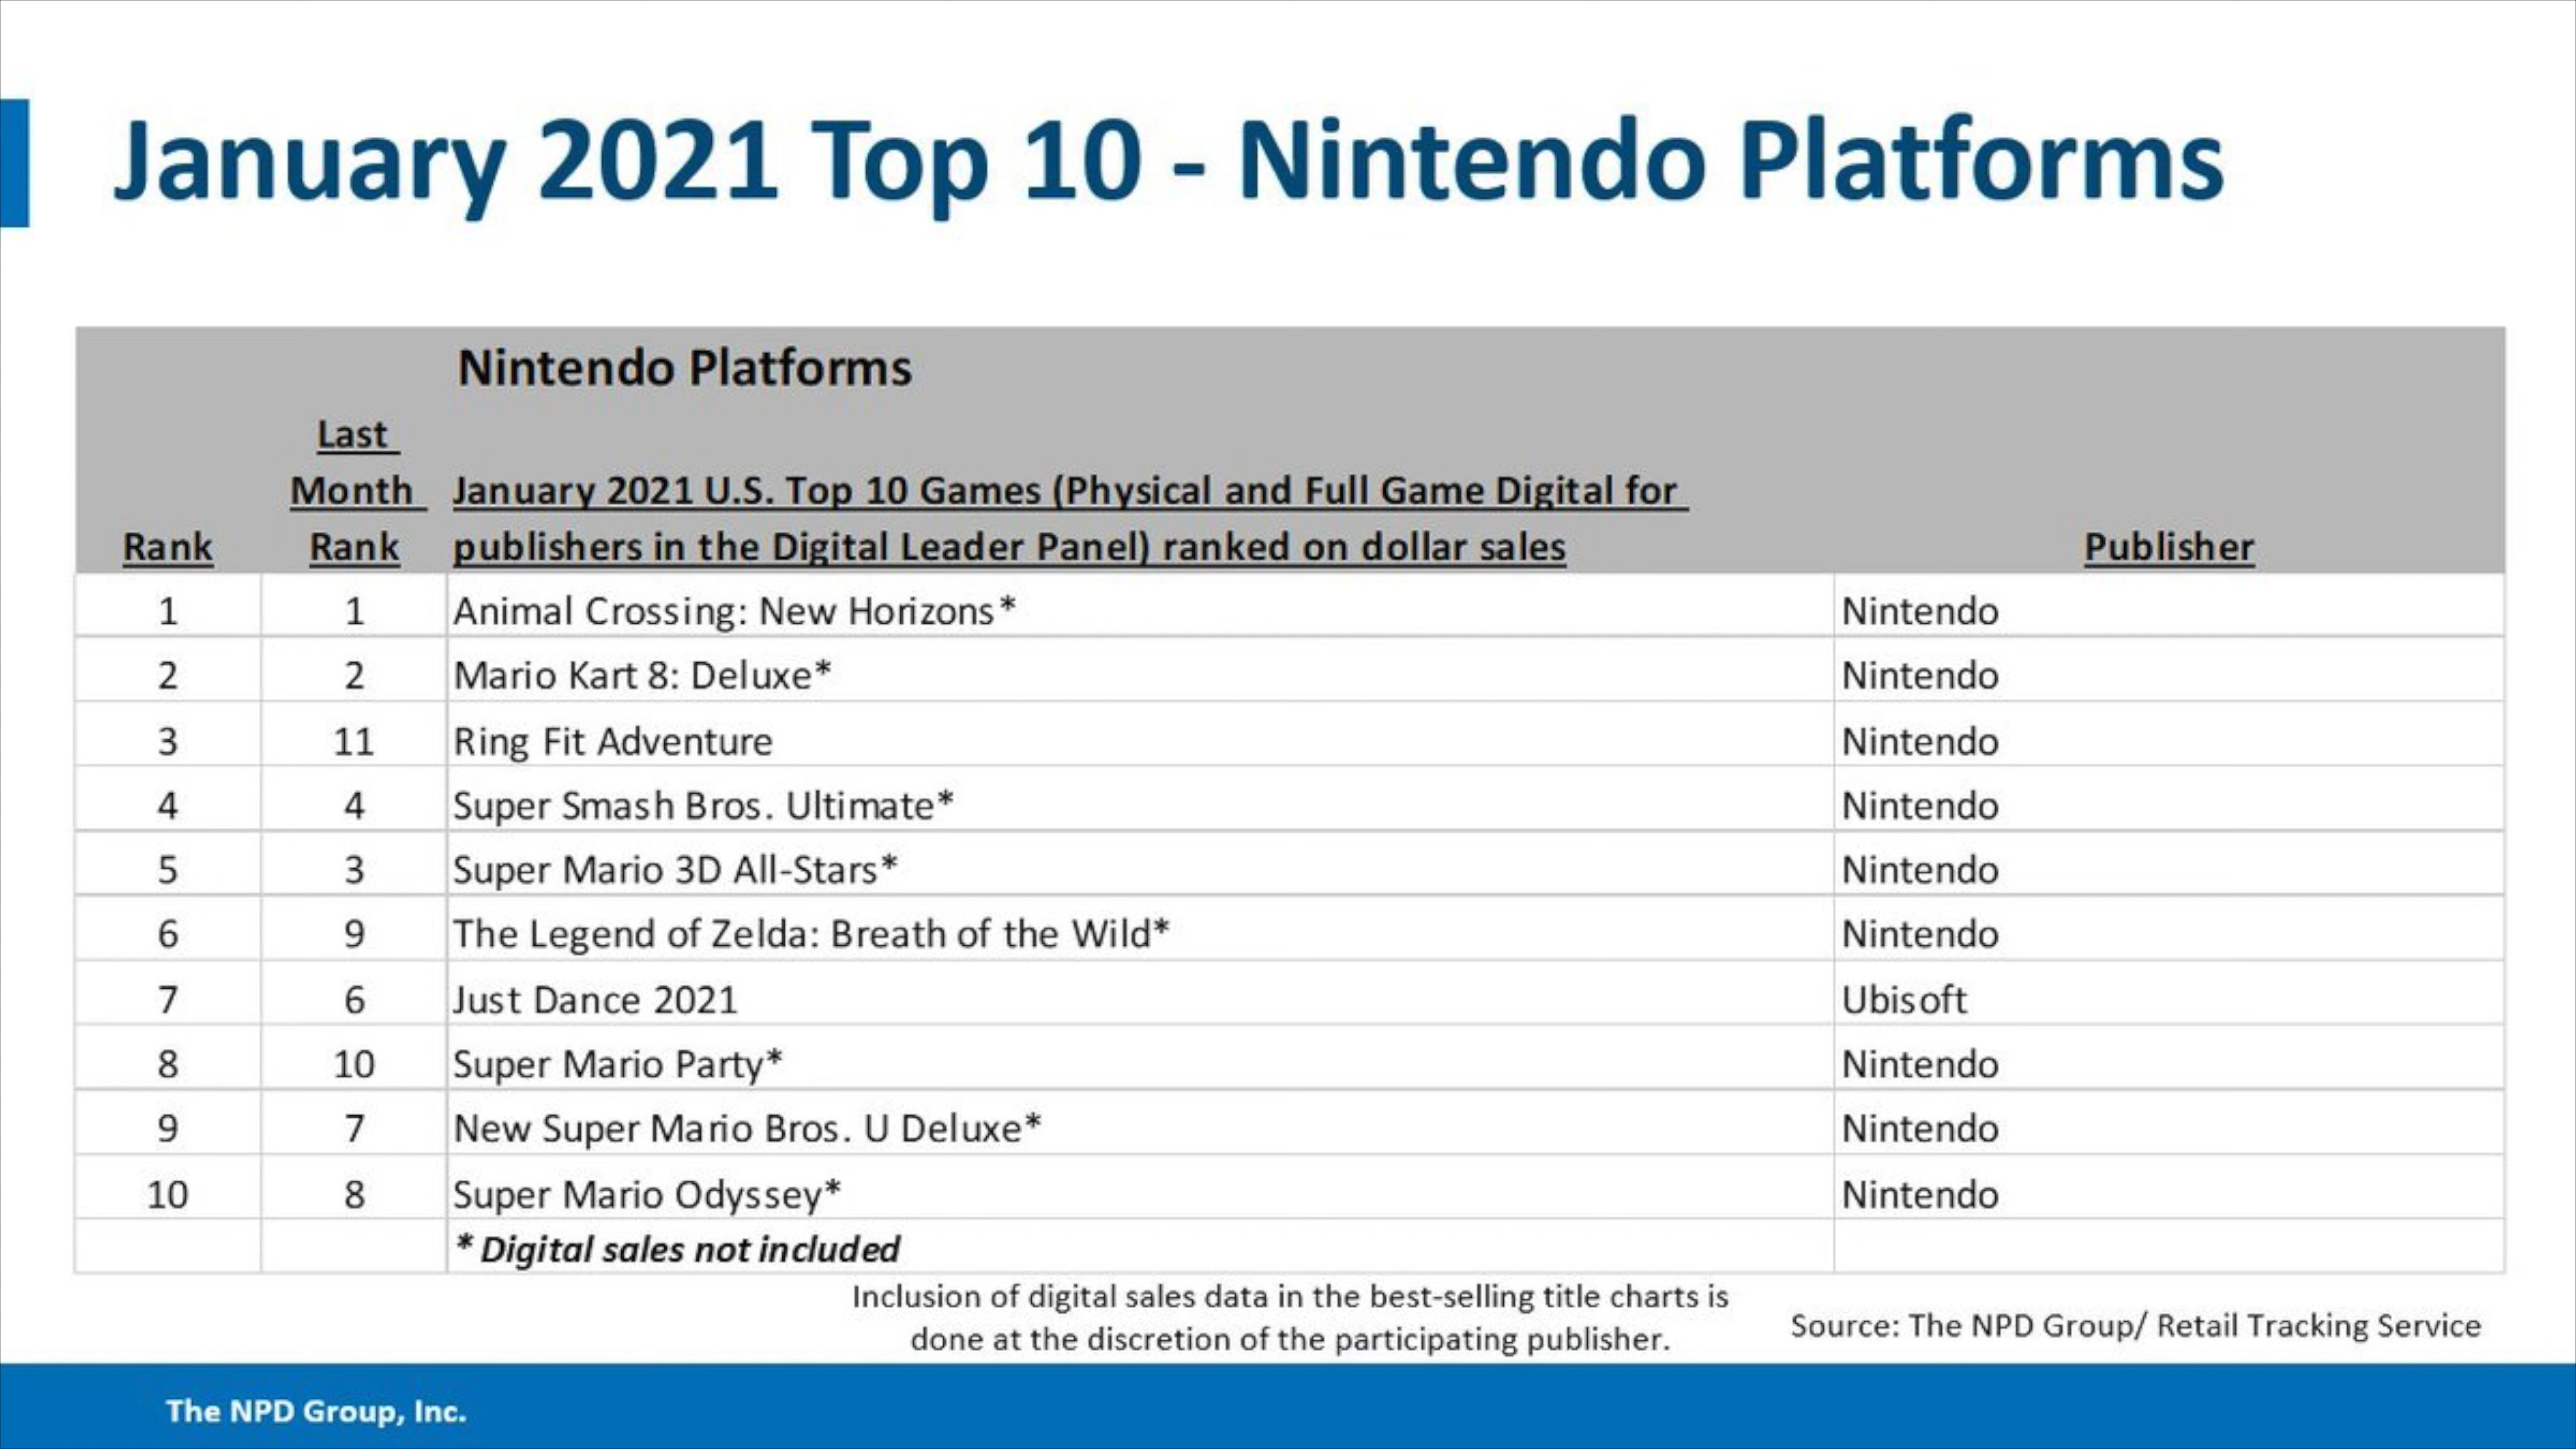 January 2021 Top 10 - Nintendo Platforms
Nintendo Platforms
Rank
Last
Month
Rank
January 2021 U.S. Top 10 Games (Physical and Full Game Digital for
publishers in the Digital Leader Panel) ranked on dollar sales
Publisher
1 1 Animal Crossing: New Horizons* Nintendo
2 2 Mario Kart 8: Deluxe* Nintendo
3 11 Ring Fit Adventure Nintendo
4 4 Super Smash Bros. Ultimate* Nintendo
5 3 Super Mario 3D All-Stars* Nintendo
6 9 The Legend of Zelda: Breath of the Wild* Nintendo
7 6 Just Dance 2021 Ubisoft
8 10 Super Mario Party* Nintendo
9 7 New Super Mario Bros. U Deluxe* Nintendo
10 8 Super Mario Odyssey* Nintendo
* Digital sales not included
Inclusion of digital sales data in the best-selling title charts is
done at the discretion of the participating publisher.
Source: The NPD Group/ Retail Tracking Service
The NPD Group, Inc.